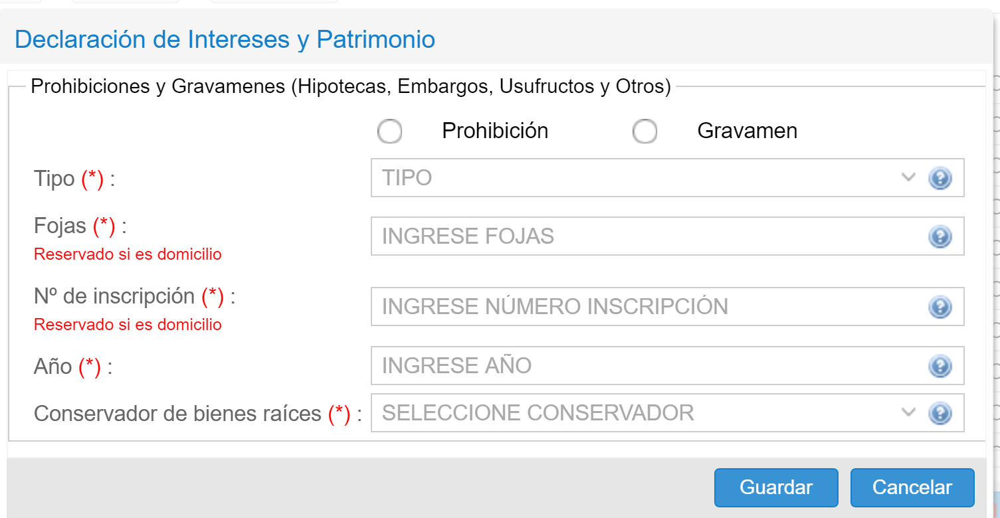 Declaración de Intereses y Patrimonio
Prohibiciones y Gravamenes (Hipotecas, Embargos, Usufructos y Otros)
Prohibición Gravamen
Tipo (*) : TIPO
Fojas (*) : INGRESE FOJAS
Reservado si es domicilio
Nº de inscripción (*) : INGRESE NÚMERO INSCRIPCIÓN
Reservado si es domicilio
Año (*) : INGRESE AÑO
Conservador de bienes raíces (*) : SELECCIONE CONSERVADOR
Guardar Cancelar